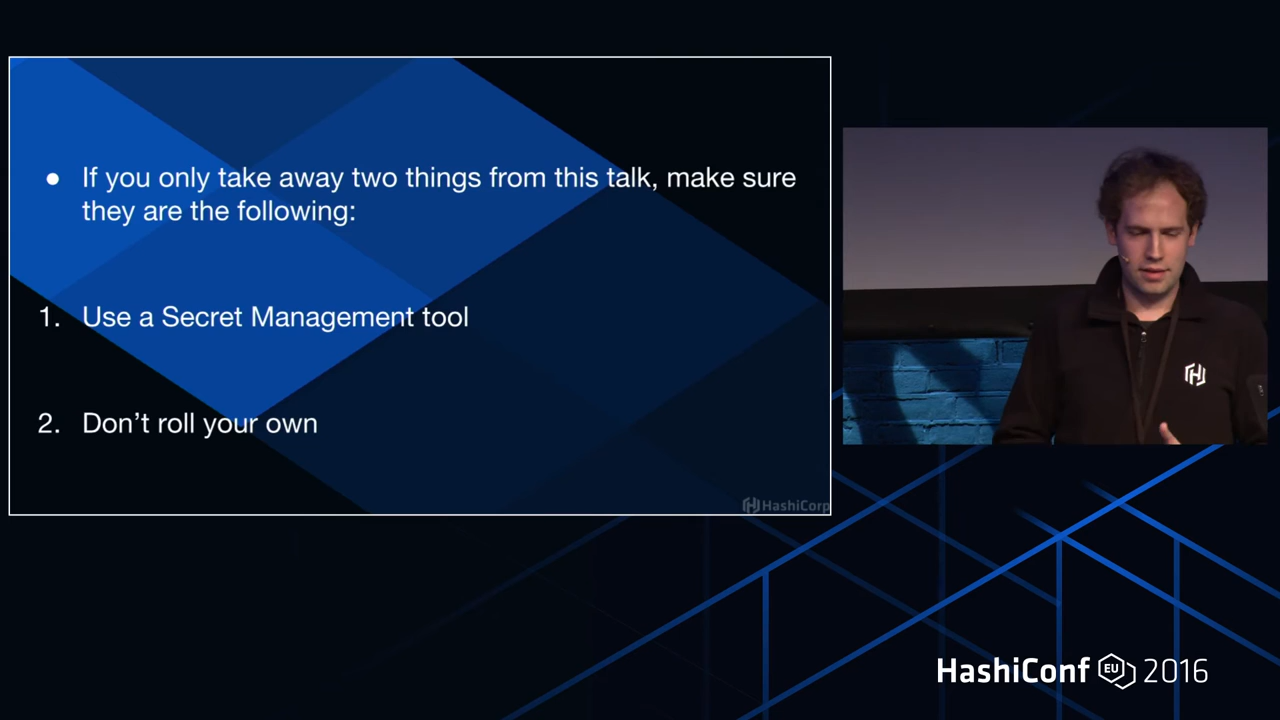 ● If you only take away two things from this talk, make sure
they are the following:
1. Use a Secret Management tool
2. Don’t roll your own
HashiCorp
HashiConf EU 2016